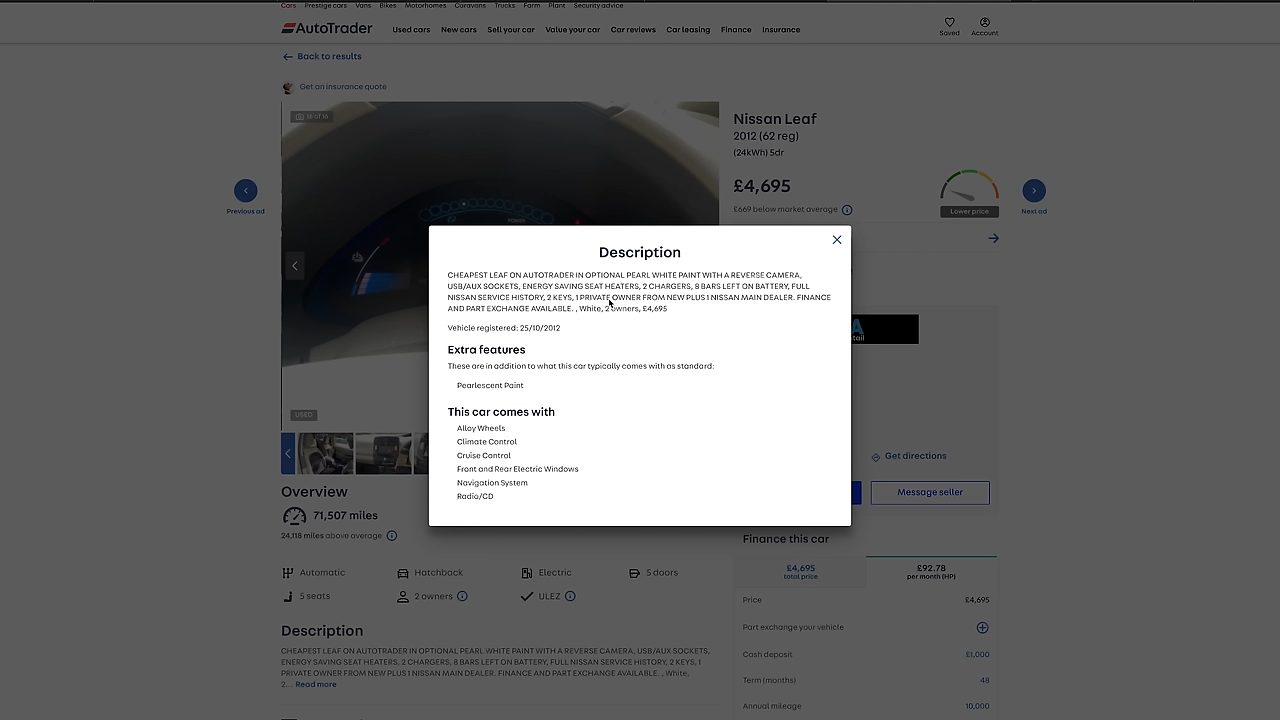 Cars Prestige cars Vans Bikes Motorhomes Caravans Trucks Farm Plant Security advice
AutoTrader Used cars New cars Sell your car Value your car Car reviews Car leasing Finance Insurance Saved Account
Back to results
Get an insurance quote
16 of 16
Nissan Leaf
2012 (62 reg)
(24kWh) 5dr
£4,695
£669 below market average
Lower price
Previous ad
Next ad
Description
CHEAPEST LEAF ON AUTOTRADER IN OPTIONAL PEARL WHITE PAINT WITH A REVERSE CAMERA,
USB/AUX SOCKETS, ENERGY SAVING SEAT HEATERS, 2 CHARGERS, 8 BARS LEFT ON BATTERY, FULL
NISSAN SERVICE HISTORY, 2 KEYS, 1 PRIVATE OWNER FROM NEW PLUS 1 NISSAN MAIN DEALER. FINANCE
AND PART EXCHANGE AVAILABLE. , White, 2 owners, £4,695
Vehicle registered: 25/10/2012
Extra features
These are in addition to what this car typically comes with as standard:
Pearlescent Paint
This car comes with
Alloy Wheels
Climate Control
Cruise Control
Front and Rear Electric Windows
Navigation System
Radio/CD
POWER
A
tail
USED
Get directions
Message seller
Overview
71,507 miles
24,118 miles above average
Automatic Hatchback Electric 5 doors
5 seats 2 owners ULEZ
Description
CHEAPEST LEAF ON AUTOTRADER IN OPTIONAL PEARL WHITE PAINT WITH A REVERSE CAMERA, USB/AUX SOCKETS,
ENERGY SAVING SEAT HEATERS, 2 CHARGERS, 8 BARS LEFT ON BATTERY, FULL NISSAN SERVICE HISTORY, 2 KEYS, 1
PRIVATE OWNER FROM NEW PLUS 1 NISSAN MAIN DEALER. FINANCE AND PART EXCHANGE AVAILABLE. , White,
2... Read more
Finance this car
£4,695 £92.78
total price per month (HP)
Price £4,695
Part exchange your vehicle
Cash deposit £1,000
Term (months) 48
Annual mileage 10,000